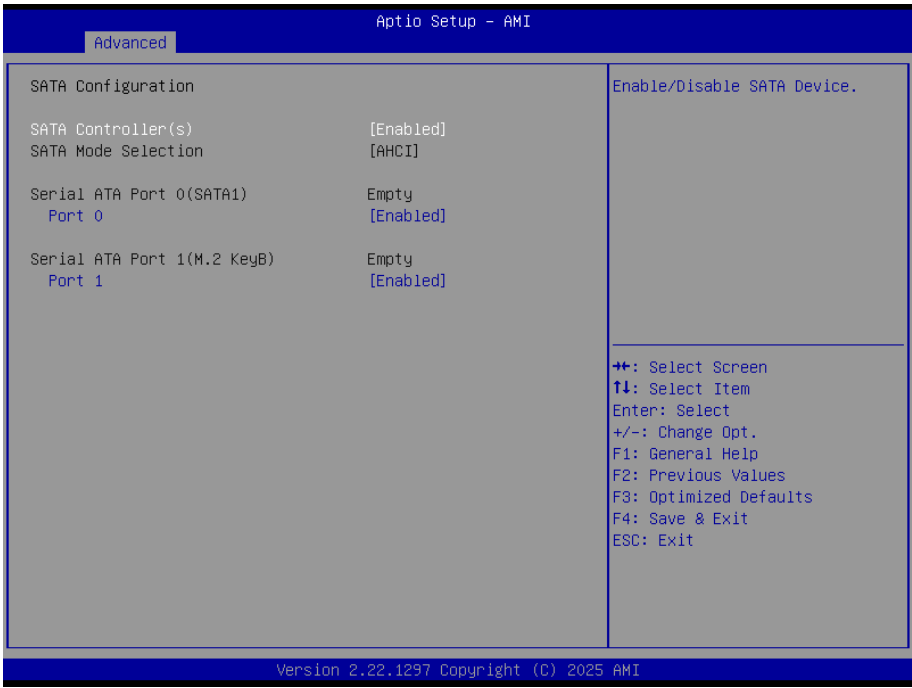 Aptio Setup – AMI
Advanced
SATA Configuration
SATA Controller(s) [Enabled]
SATA Mode Selection [AHCI]
Serial ATA Port 0(SATA1) Empty
Port 0 [Enabled]
Serial ATA Port 1(M.2 KeyB) Empty
Port 1 [Enabled]
Enable/Disable SATA Device.
→←: Select Screen
↑↓: Select Item
Enter: Select
+/-: Change Opt.
F1: General Help
F2: Previous Values
F3: Optimized Defaults
F4: Save & Exit
ESC: Exit
Version 2.22.1297 Copyright (C) 2025 AMI